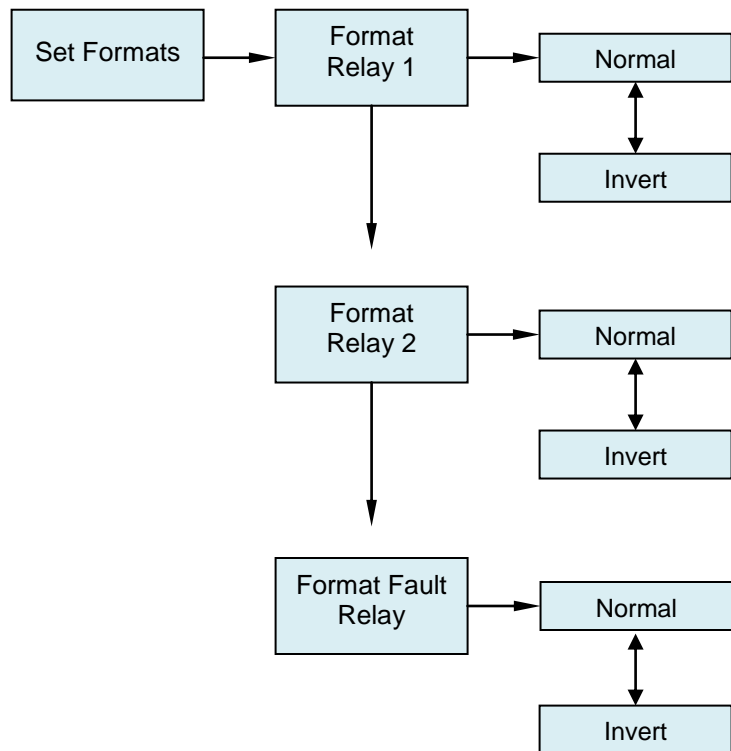 Set Formats
Format
Relay 1
Normal
Invert
Format
Relay 2
Normal
Invert
Format Fault
Relay
Normal
Invert